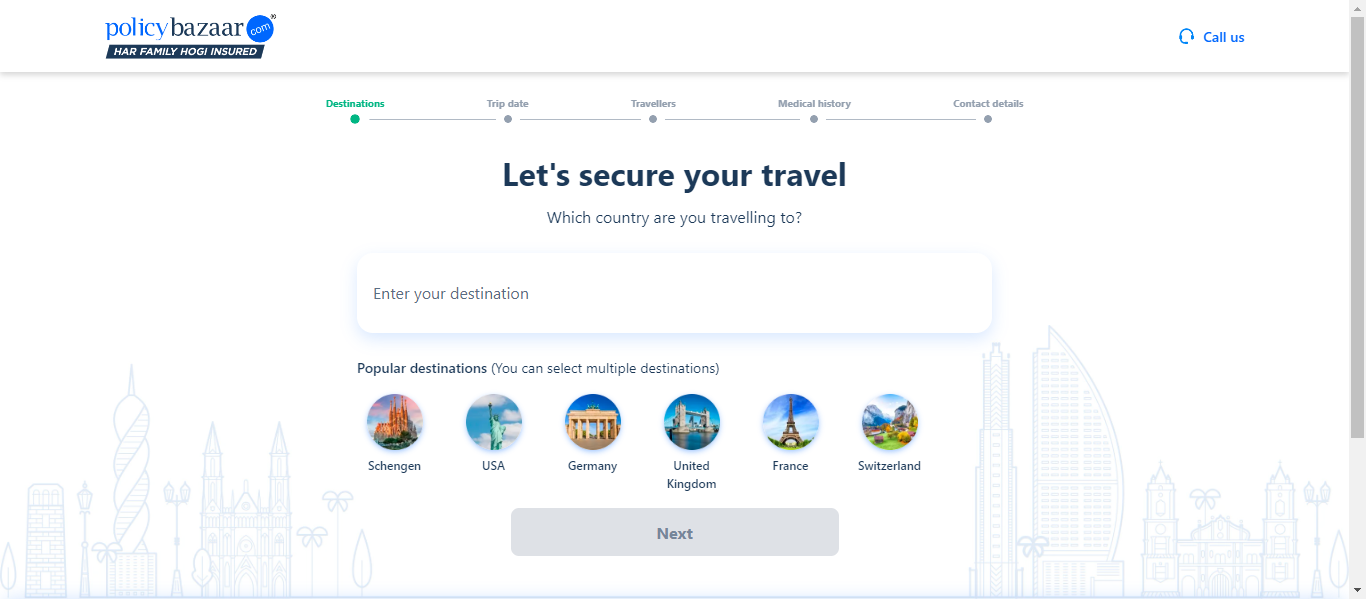 policybazaar.com®
HAR FAMILY HOGI INSURED
Call us
Destinations
Trip date
Travellers
Medical history
Contact details
Let's secure your travel
Which country are you travelling to?
Enter your destination
Popular destinations (You can select multiple destinations)
Schengen
USA
Germany
United
Kingdom
France
Switzerland
Next